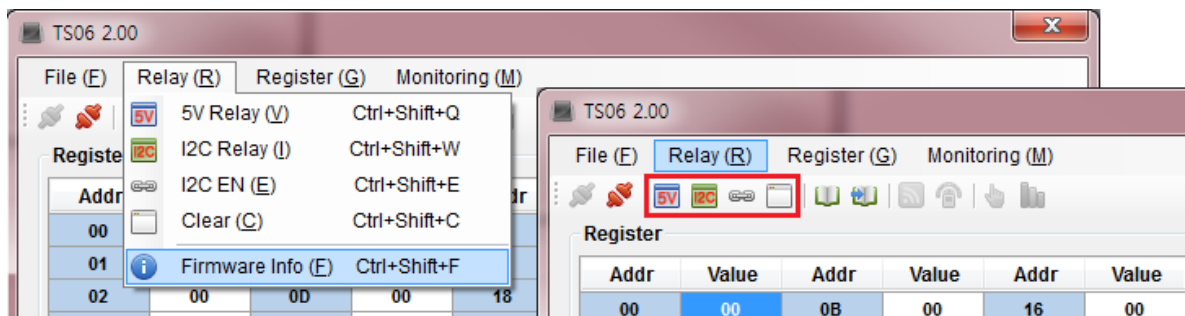 TS06 2.00
File (F) Relay (R) Register (G) Monitoring (M)
5V 5V Relay (V) Ctrl+Shift+Q
Registe I2C I2C Relay (I) Ctrl+Shift+W
Addr I2C EN (E) Ctrl+Shift+E
00 Clear (C) Ctrl+Shift+C
01 Firmware Info (F) Ctrl+Shift+F
02 00 0D 00 18
TS06 2.00
File (F) Relay (R) Register (G) Monitoring (M)
5V I2C
Register
Addr Value Addr Value Addr Value
00 00 0B 00 16 00